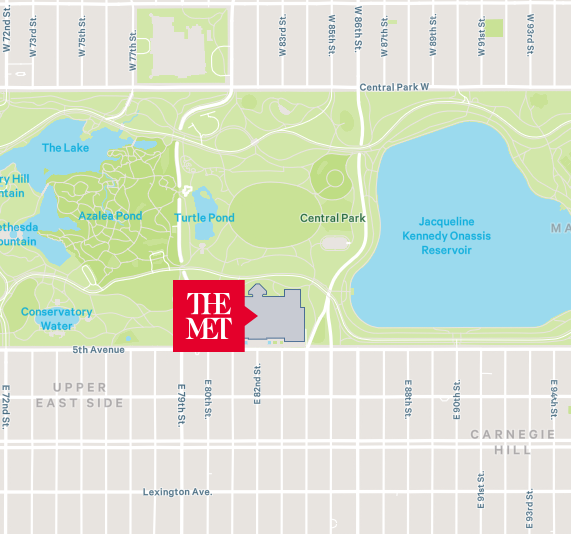 W 72nd St.
W 73rd St.
W 75th St.
W 77th St.
W 83rd St.
W 85th St.
W 86th St.
W 87th St.
W 89th St.
W 91st St.
W 93rd St.
Central Park W
The Lake
ry Hill
ntain
Azalea Pond
Turtle Pond
Central Park
Jacqueline
Kennedy Onassis
Reservoir
MA
ethesda
ountain
Conservatory
Water
THE
MET
5th Avenue
UPPER
EAST SIDE
E 72nd St.
E 79th St.
E 80th St.
E 82nd St.
E 88th St.
E 90th St.
E 94th St.
CARNEGIE
HILL
Lexington Ave.
E 91st St.
E 93rd St.